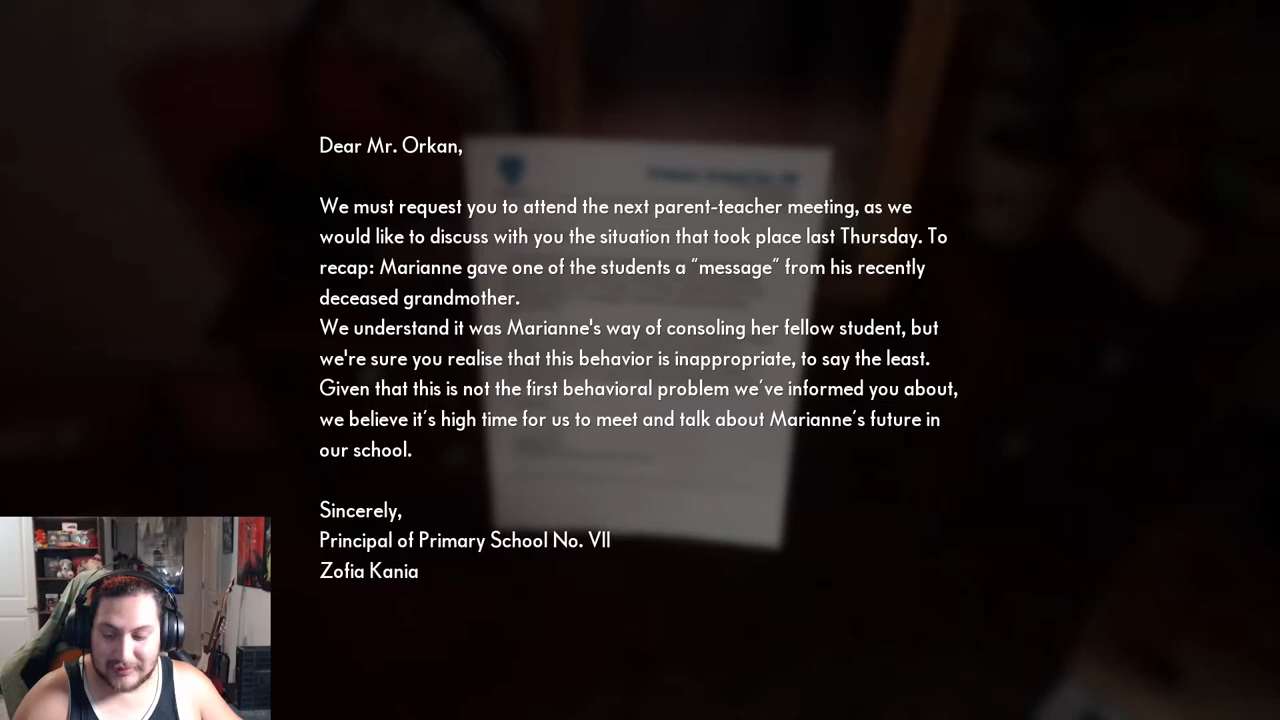 Dear Mr. Orkan,
We must request you to attend the next parent-teacher meeting, as we
would like to discuss with you the situation that took place last Thursday. To
recap: Marianne gave one of the students a "message" from his recently
deceased grandmother.
We understand it was Marianne's way of consoling her fellow student, but
we're sure you realise that this behavior is inappropriate, to say the least.
Given that this is not the first behavioral problem we've informed you about,
we believe it's high time for us to meet and talk about Marianne's future in
our school.
Sincerely,
Principal of Primary School No. VII
Zofia Kania